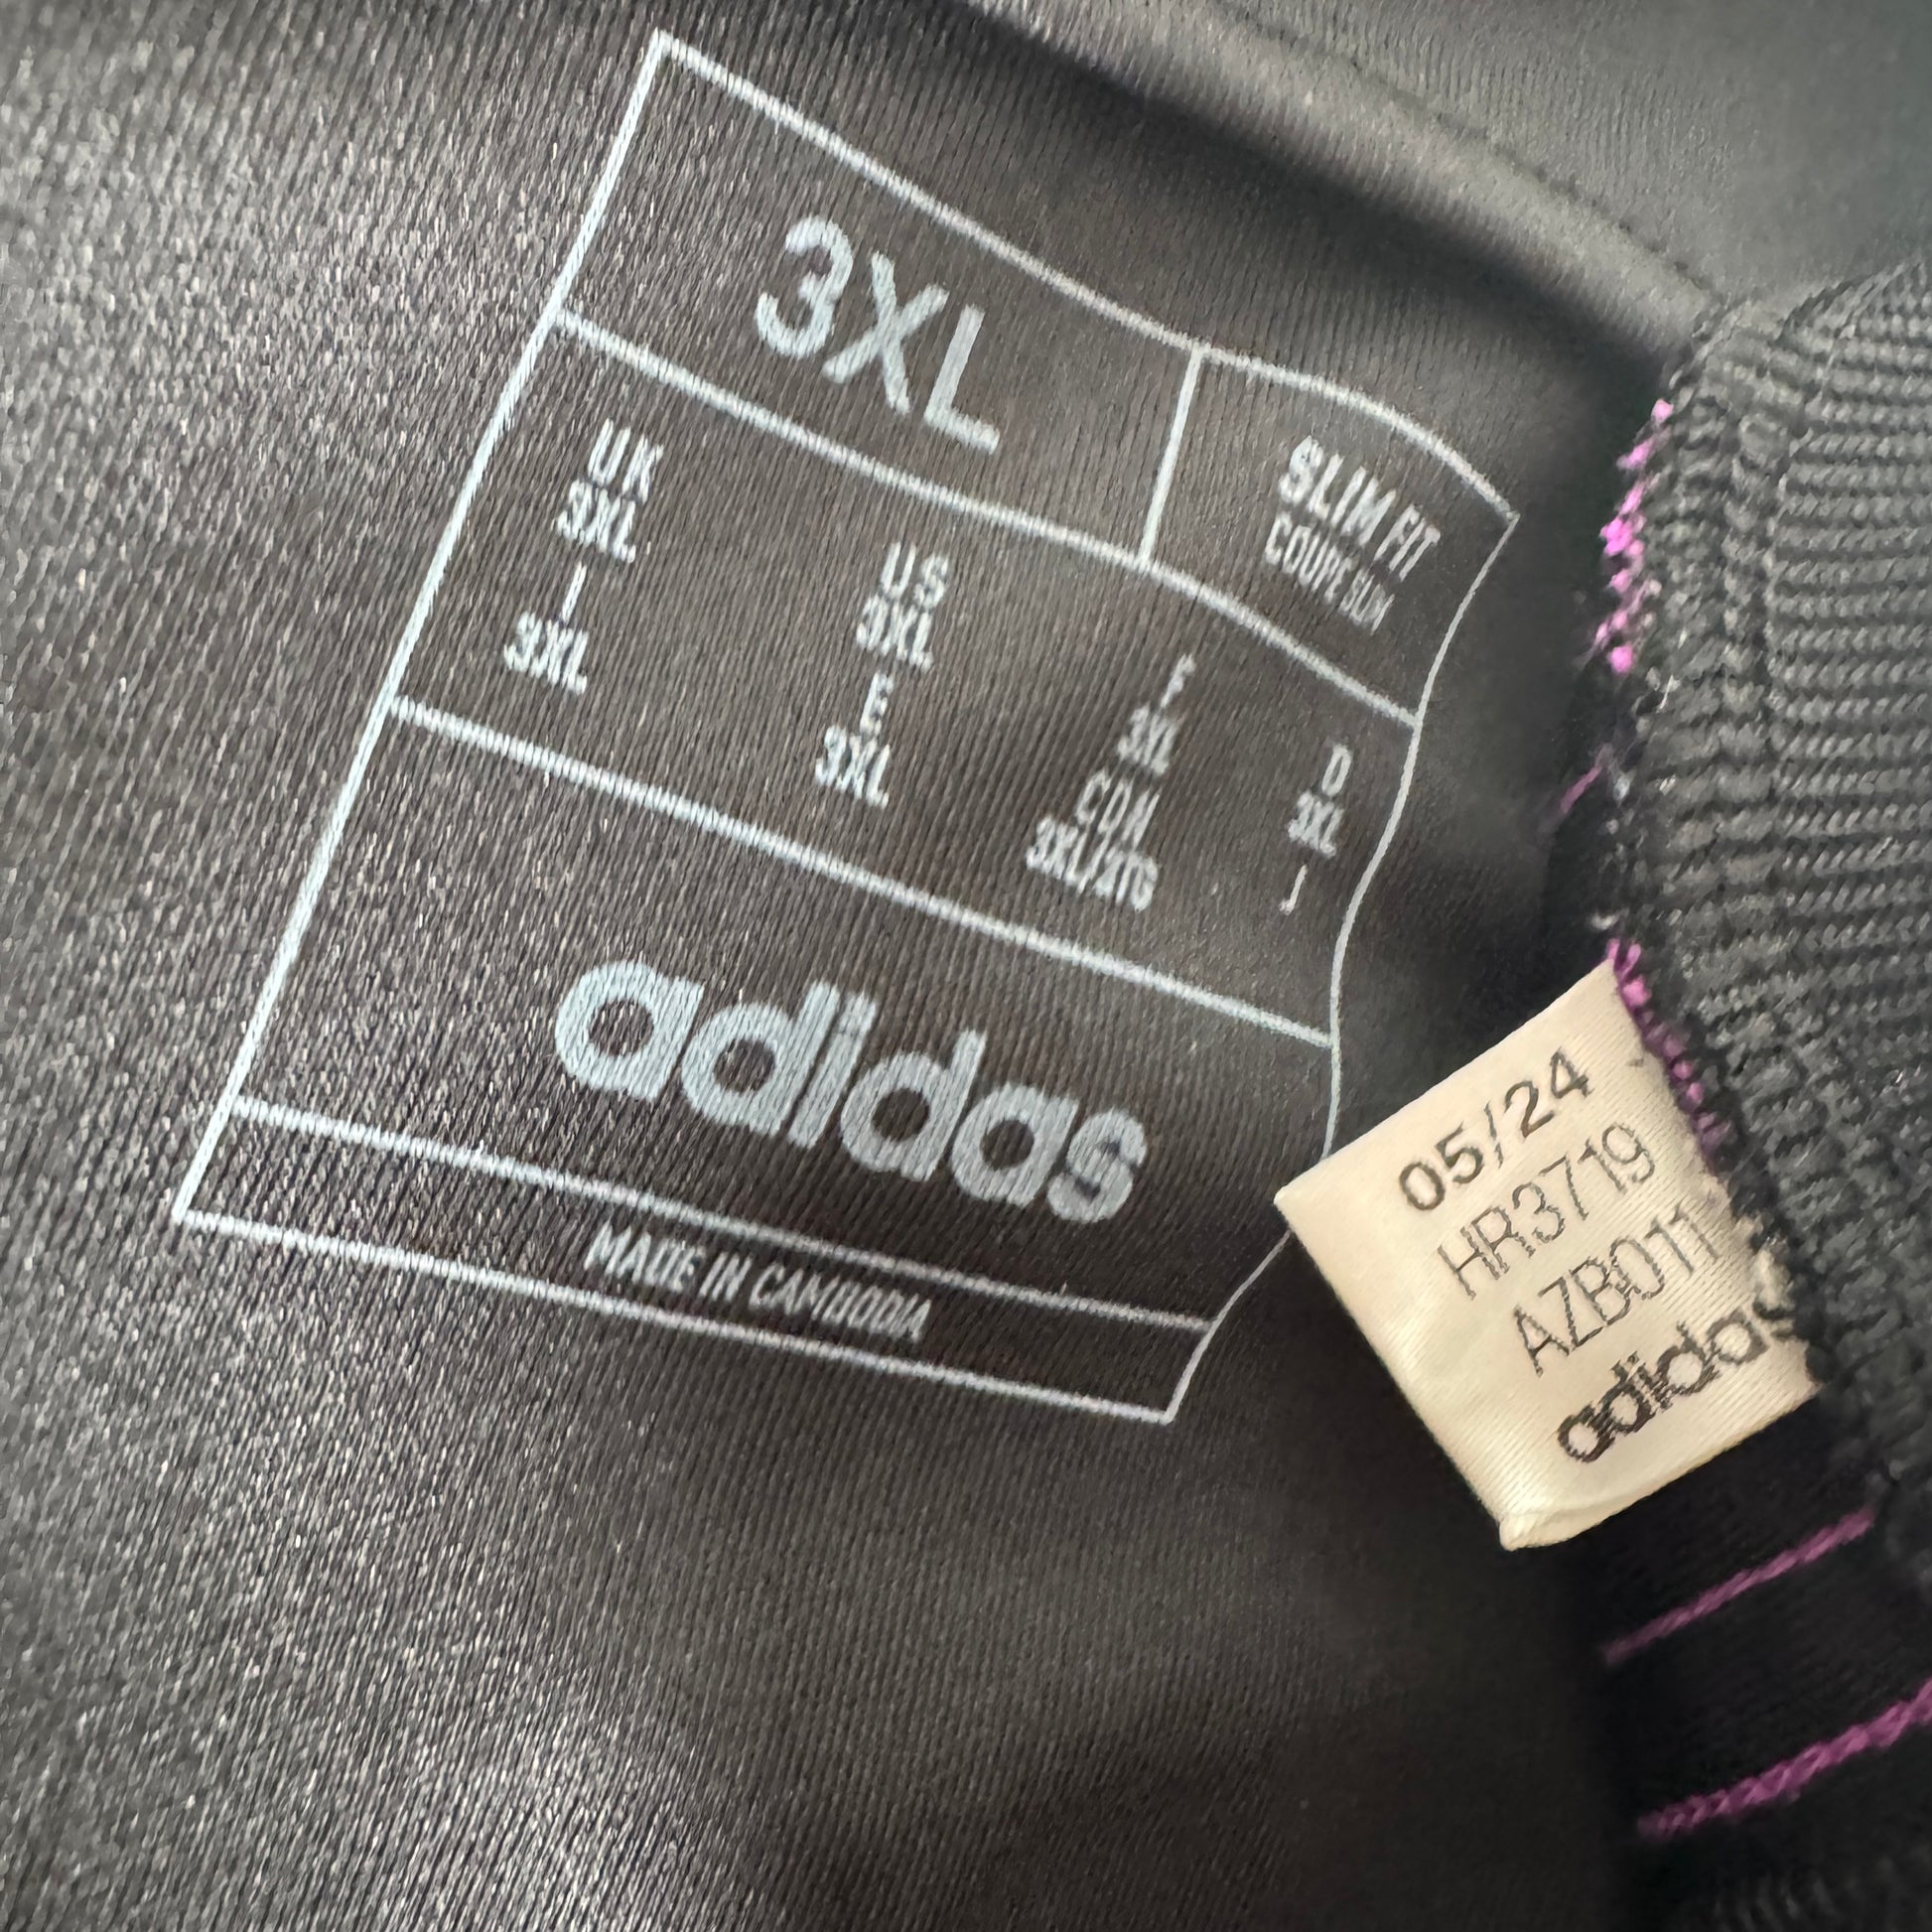 3XL
SLIM FIT
COUPE SLIM
UK
3XL
US
3XL
F
3XL
D
3XL
I
3XL
E
3XL
CDN
3XL/XTG
J
adidas
MADE IN CAMBODIA
05/24
HR3719
AZB011
adidas